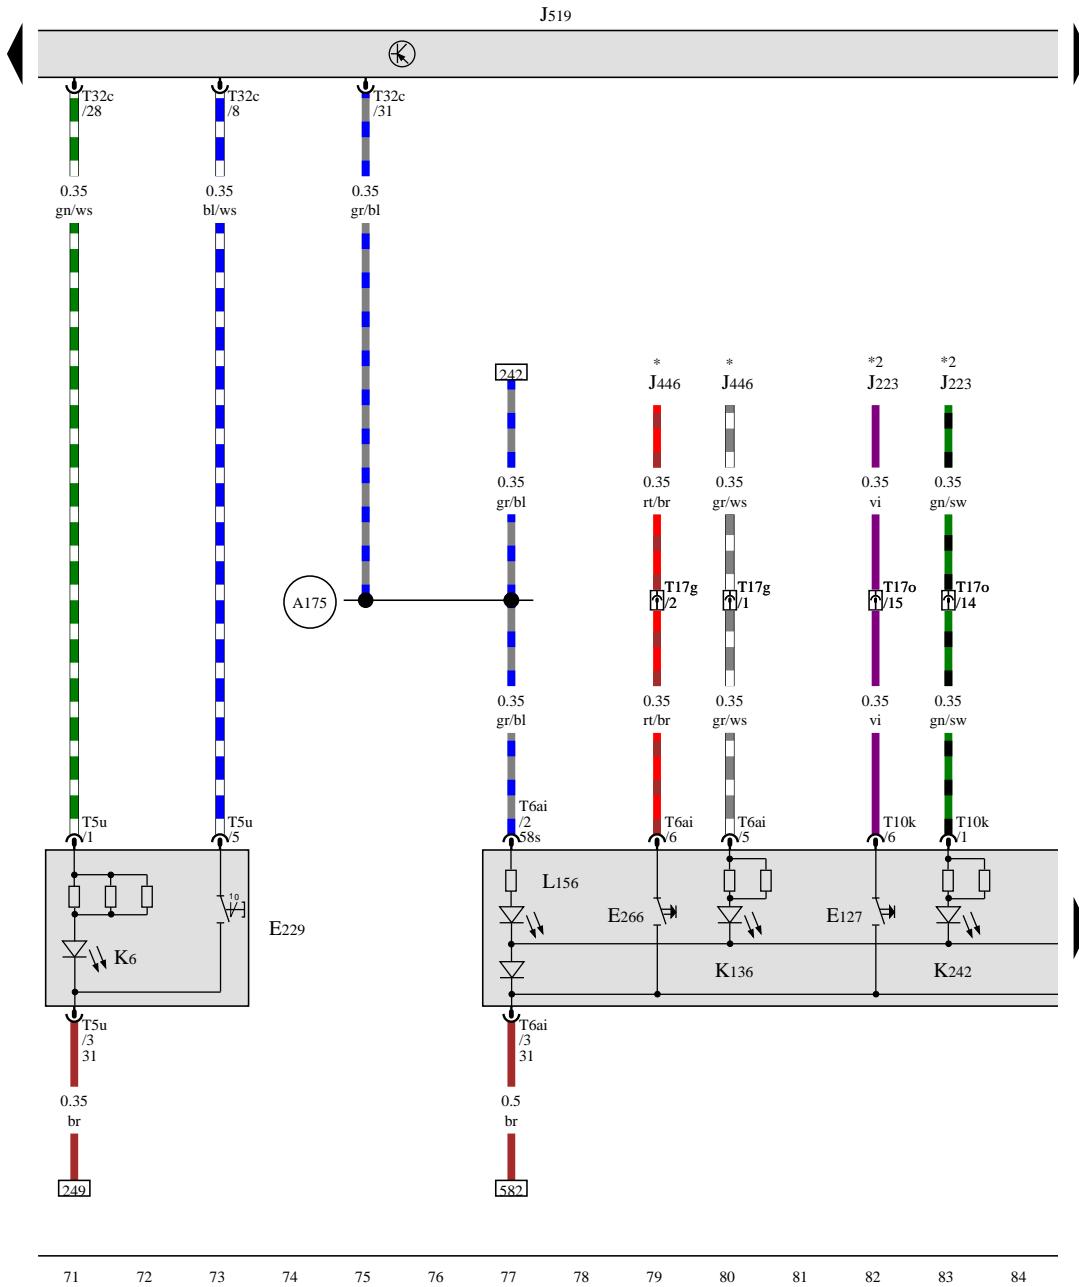 J519
T32c
/28
T32c
/8
T32c
/31
0.35
gn/ws
0.35
bl/ws
0.35
gr/bl
242
*
J446
*
J446
*2
J223
*2
J223
0.35
gr/bl
0.35
rt/br
0.35
gr/ws
0.35
vi
0.35
gn/sw
A175
T17g
/2
T17g
/1
T17o
/15
T17o
/14
0.35
gr/bl
0.35
rt/br
0.35
gr/ws
0.35
vi
0.35
gn/sw
T5u
/1
T5u
/5
T6ai
/2
58s
T6ai
/6
T6ai
/5
T10k
/6
T10k
/1
L156
10
E229
E266
E127
K6
K136
K242
T5u
/3
31
T6ai
/3
31
0.35
br
0.5
br
249
582
71 72 73 74 75 76 77 78 79 80 81 82 83 84